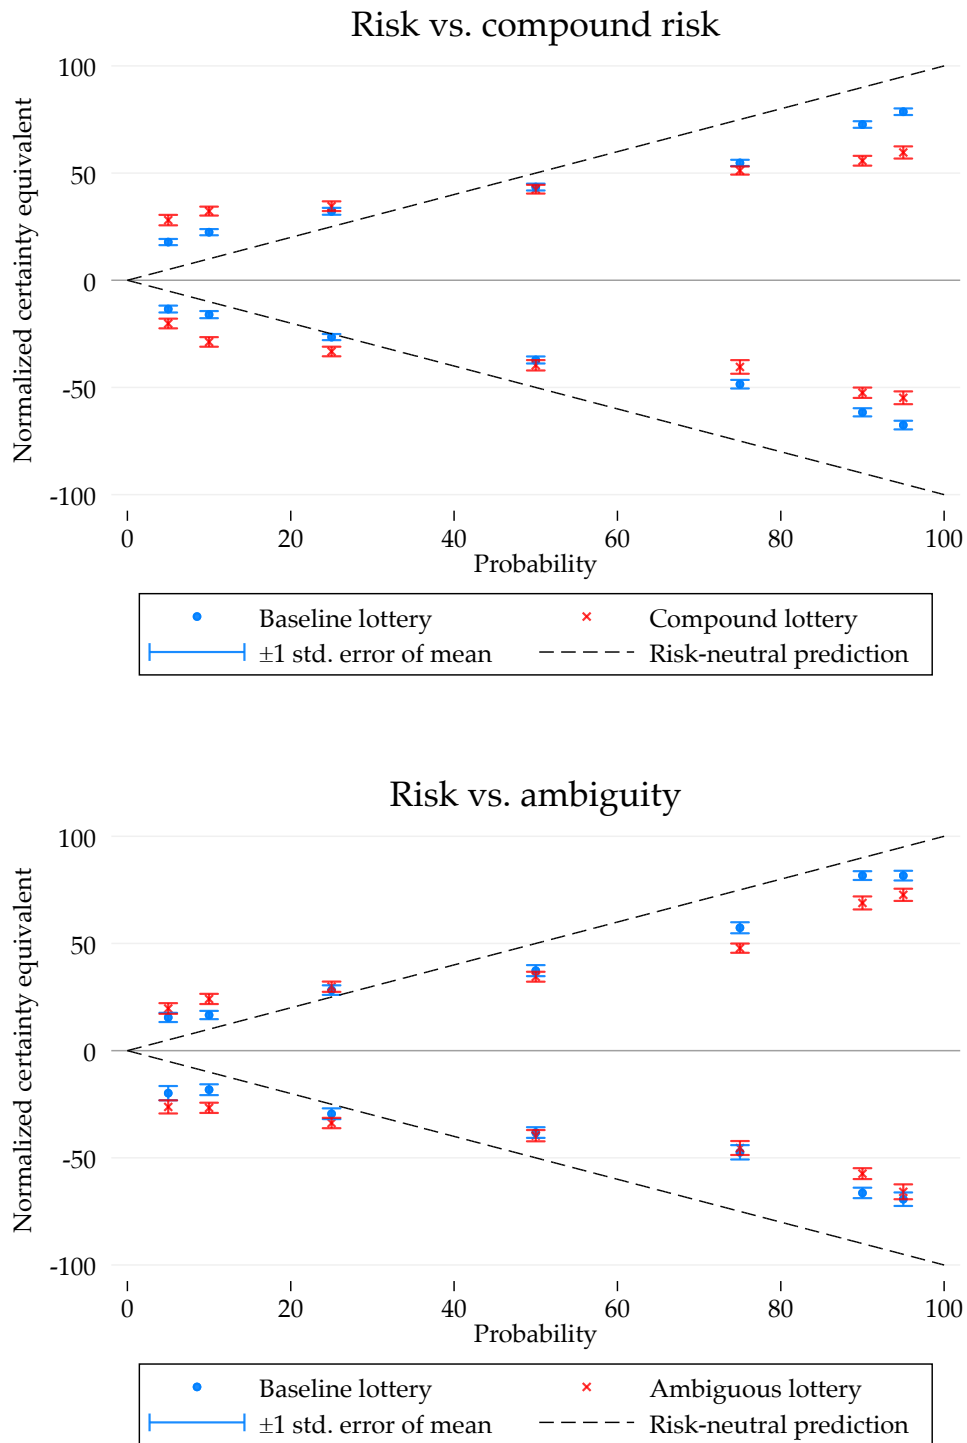 Risk vs. compound risk
Normalized certainty equivalent
100
50
0
-50
-100
0 20 40 60 80 100
Probability
Baseline lottery Compound lottery
±1 std. error of mean Risk-neutral prediction
Risk vs. ambiguity
Normalized certainty equivalent
100
50
0
-50
-100
0 20 40 60 80 100
Probability
Baseline lottery Ambiguous lottery
±1 std. error of mean Risk-neutral prediction